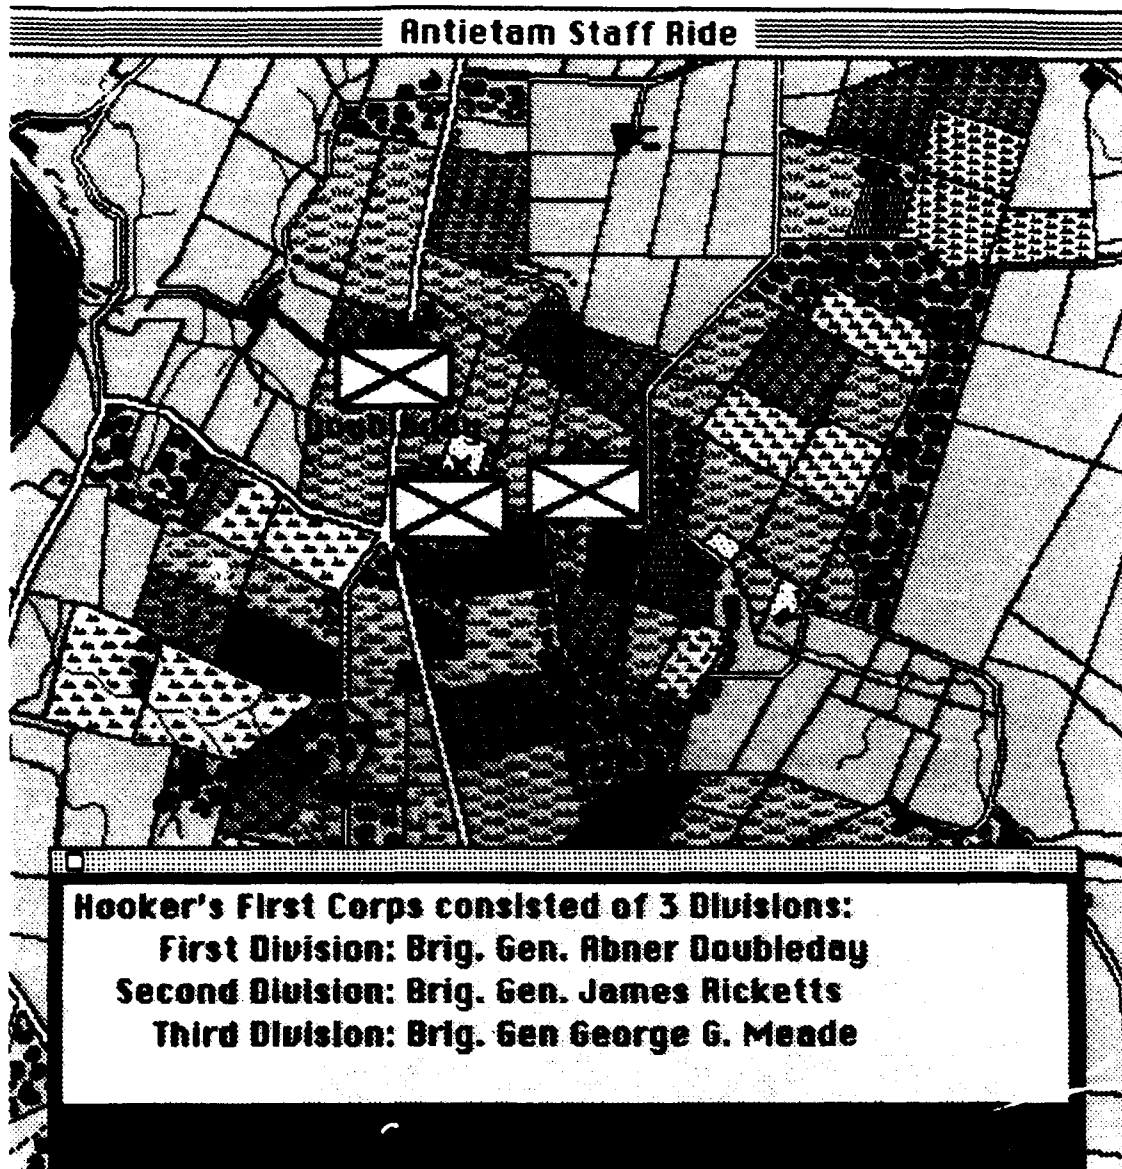 Antietam Staff Ride
Doubleday
Hooker's First Corps consisted of 3 Divisions:
First Division: Brig. Gen. Abner Doubleday
Second Division: Brig. Gen. James Ricketts
Third Division: Brig. Gen George G. Meade